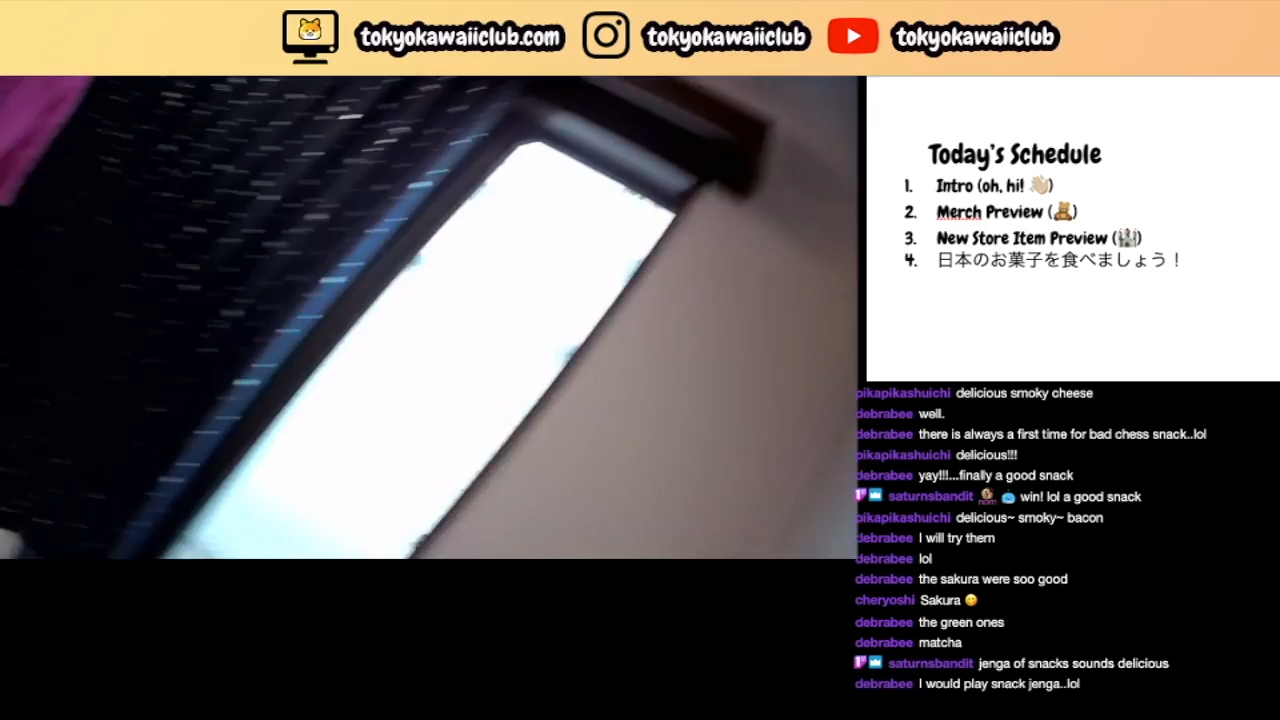 tokyokawaiiclub.com
tokyokawaiiclub
tokyokawaiiclub
Today's Schedule
1. Intro (oh, hi! 👋🏼)
2. Merch Preview (🧸)
3. New Store Item Preview (🏰)
4. 日本のお菓子を食べましょう！
pikapikashuichi delicious smoky cheese
debrabee well.
debrabee there is always a first time for bad chess snack..lol
pikapikashuichi delicious!!!
debrabee yay!!!...finally a good snack
saturnsbandit win! lol a good snack
pikapikashuichi delicious~ smoky~ bacon
debrabee I will try them
debrabee lol
debrabee the sakura were soo good
cheryoshi Sakura 😋
debrabee the green ones
debrabee matcha
saturnsbandit jenga of snacks sounds delicious
debrabee I would play snack jenga..lol